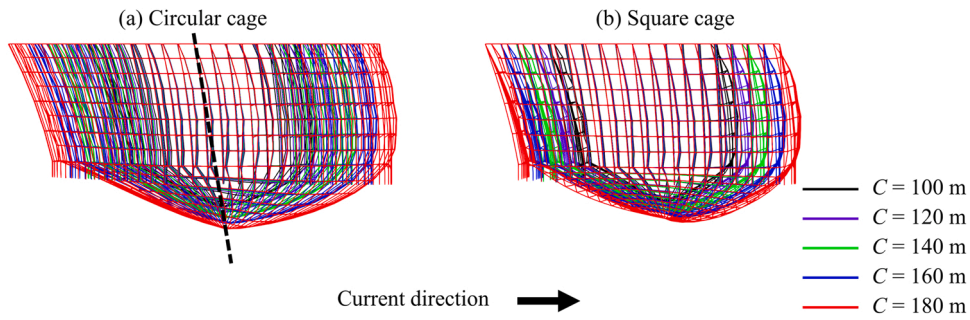 (a) Circular cage
(b) Square cage
C = 100 m
C = 120 m
C = 140 m
C = 160 m
C = 180 m
Current direction